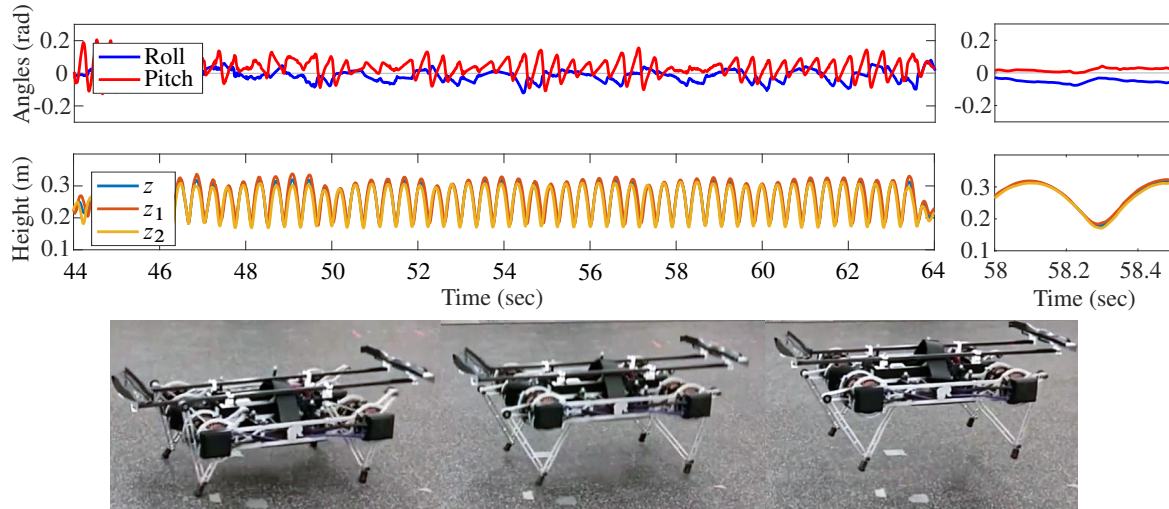 Angles (rad)
0.2
0
-0.2
Roll
Pitch
0.2
0
-0.2
Height (m)
0.3
0.2
0.1
z
z1
z2
44 46 48 50 52 54 56 58 60 62 64
Time (sec)
0.3
0.2
0.1
58 58.2 58.4
Time (sec)